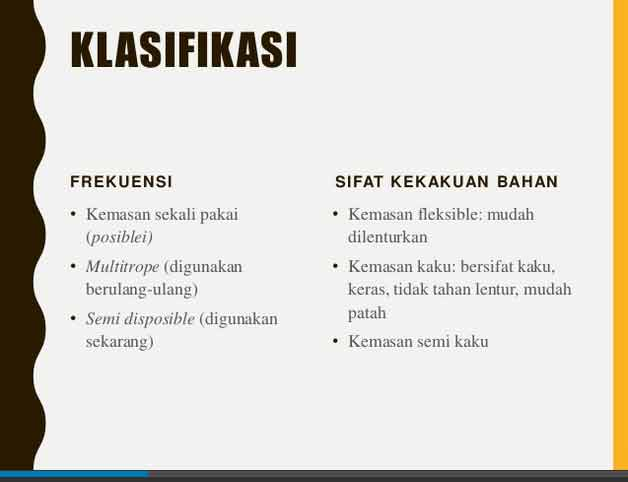 KLASIFIKASI
FREKUENSI
• Kemasan sekali pakai
(posiblei)
• Multitrope (digunakan
berulang-ulang)
• Semi disposible (digunakan
sekarang)
SIFAT KEKAKUAN BAHAN
• Kemasan fleksible: mudah
dilenturkan
• Kemasan kaku: bersifat kaku,
keras, tidak tahan lentur, mudah
patah
• Kemasan semi kaku